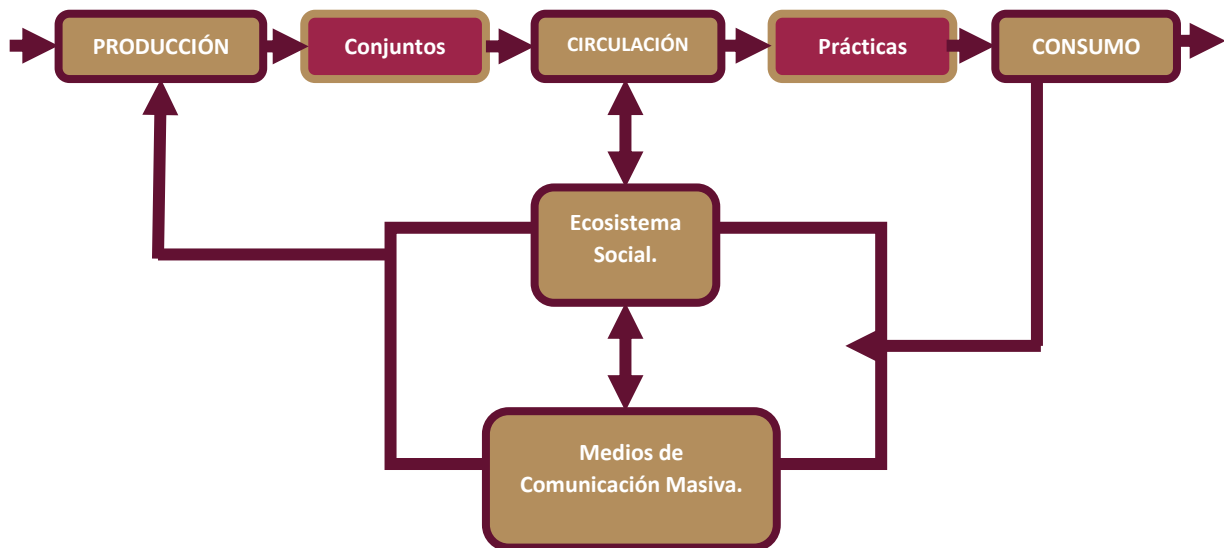 PRODUCCIÓN
Conjuntos
CIRCULACIÓN
Prácticas
CONSUMO
Ecosistema
Social.
Medios de
Comunicación Masiva.